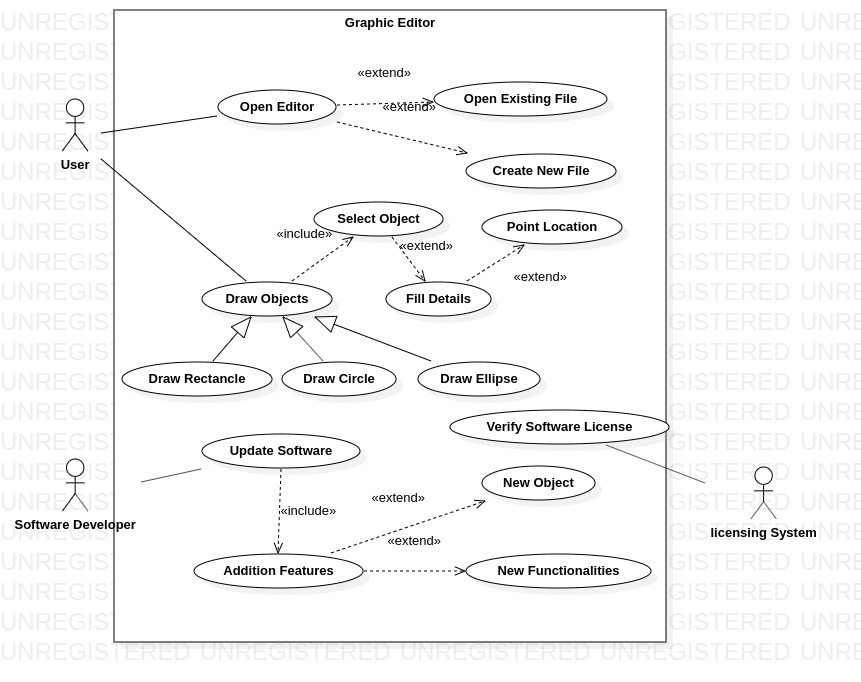 Graphic Editor
«extend»
Open Editor
«extend»
Open Existing File
User
Create New File
Select Object
Point Location
«include»
«extend»
«extend»
Draw Objects
Fill Details
Draw Rectancle
Draw Circle
Draw Ellipse
Verify Software License
Update Software
New Object
«extend»
«include»
Software Developer
licensing System
«extend»
Addition Features
New Functionalities
UNREGISTERED UNREGISTERED UNREGISTERED UNREGISTERED